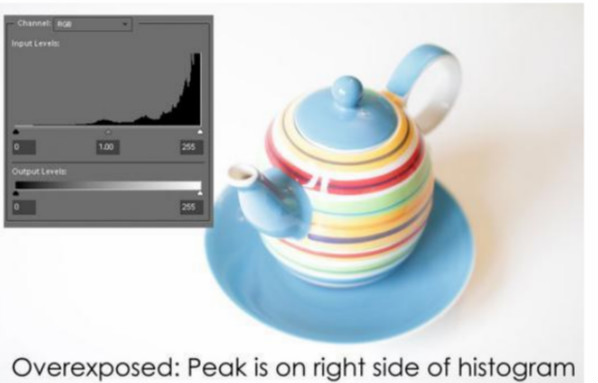 Channel: RGB
Input Levels:
0 1.00 255
Output Levels:
0 255
Overexposed: Peak is on right side of histogram